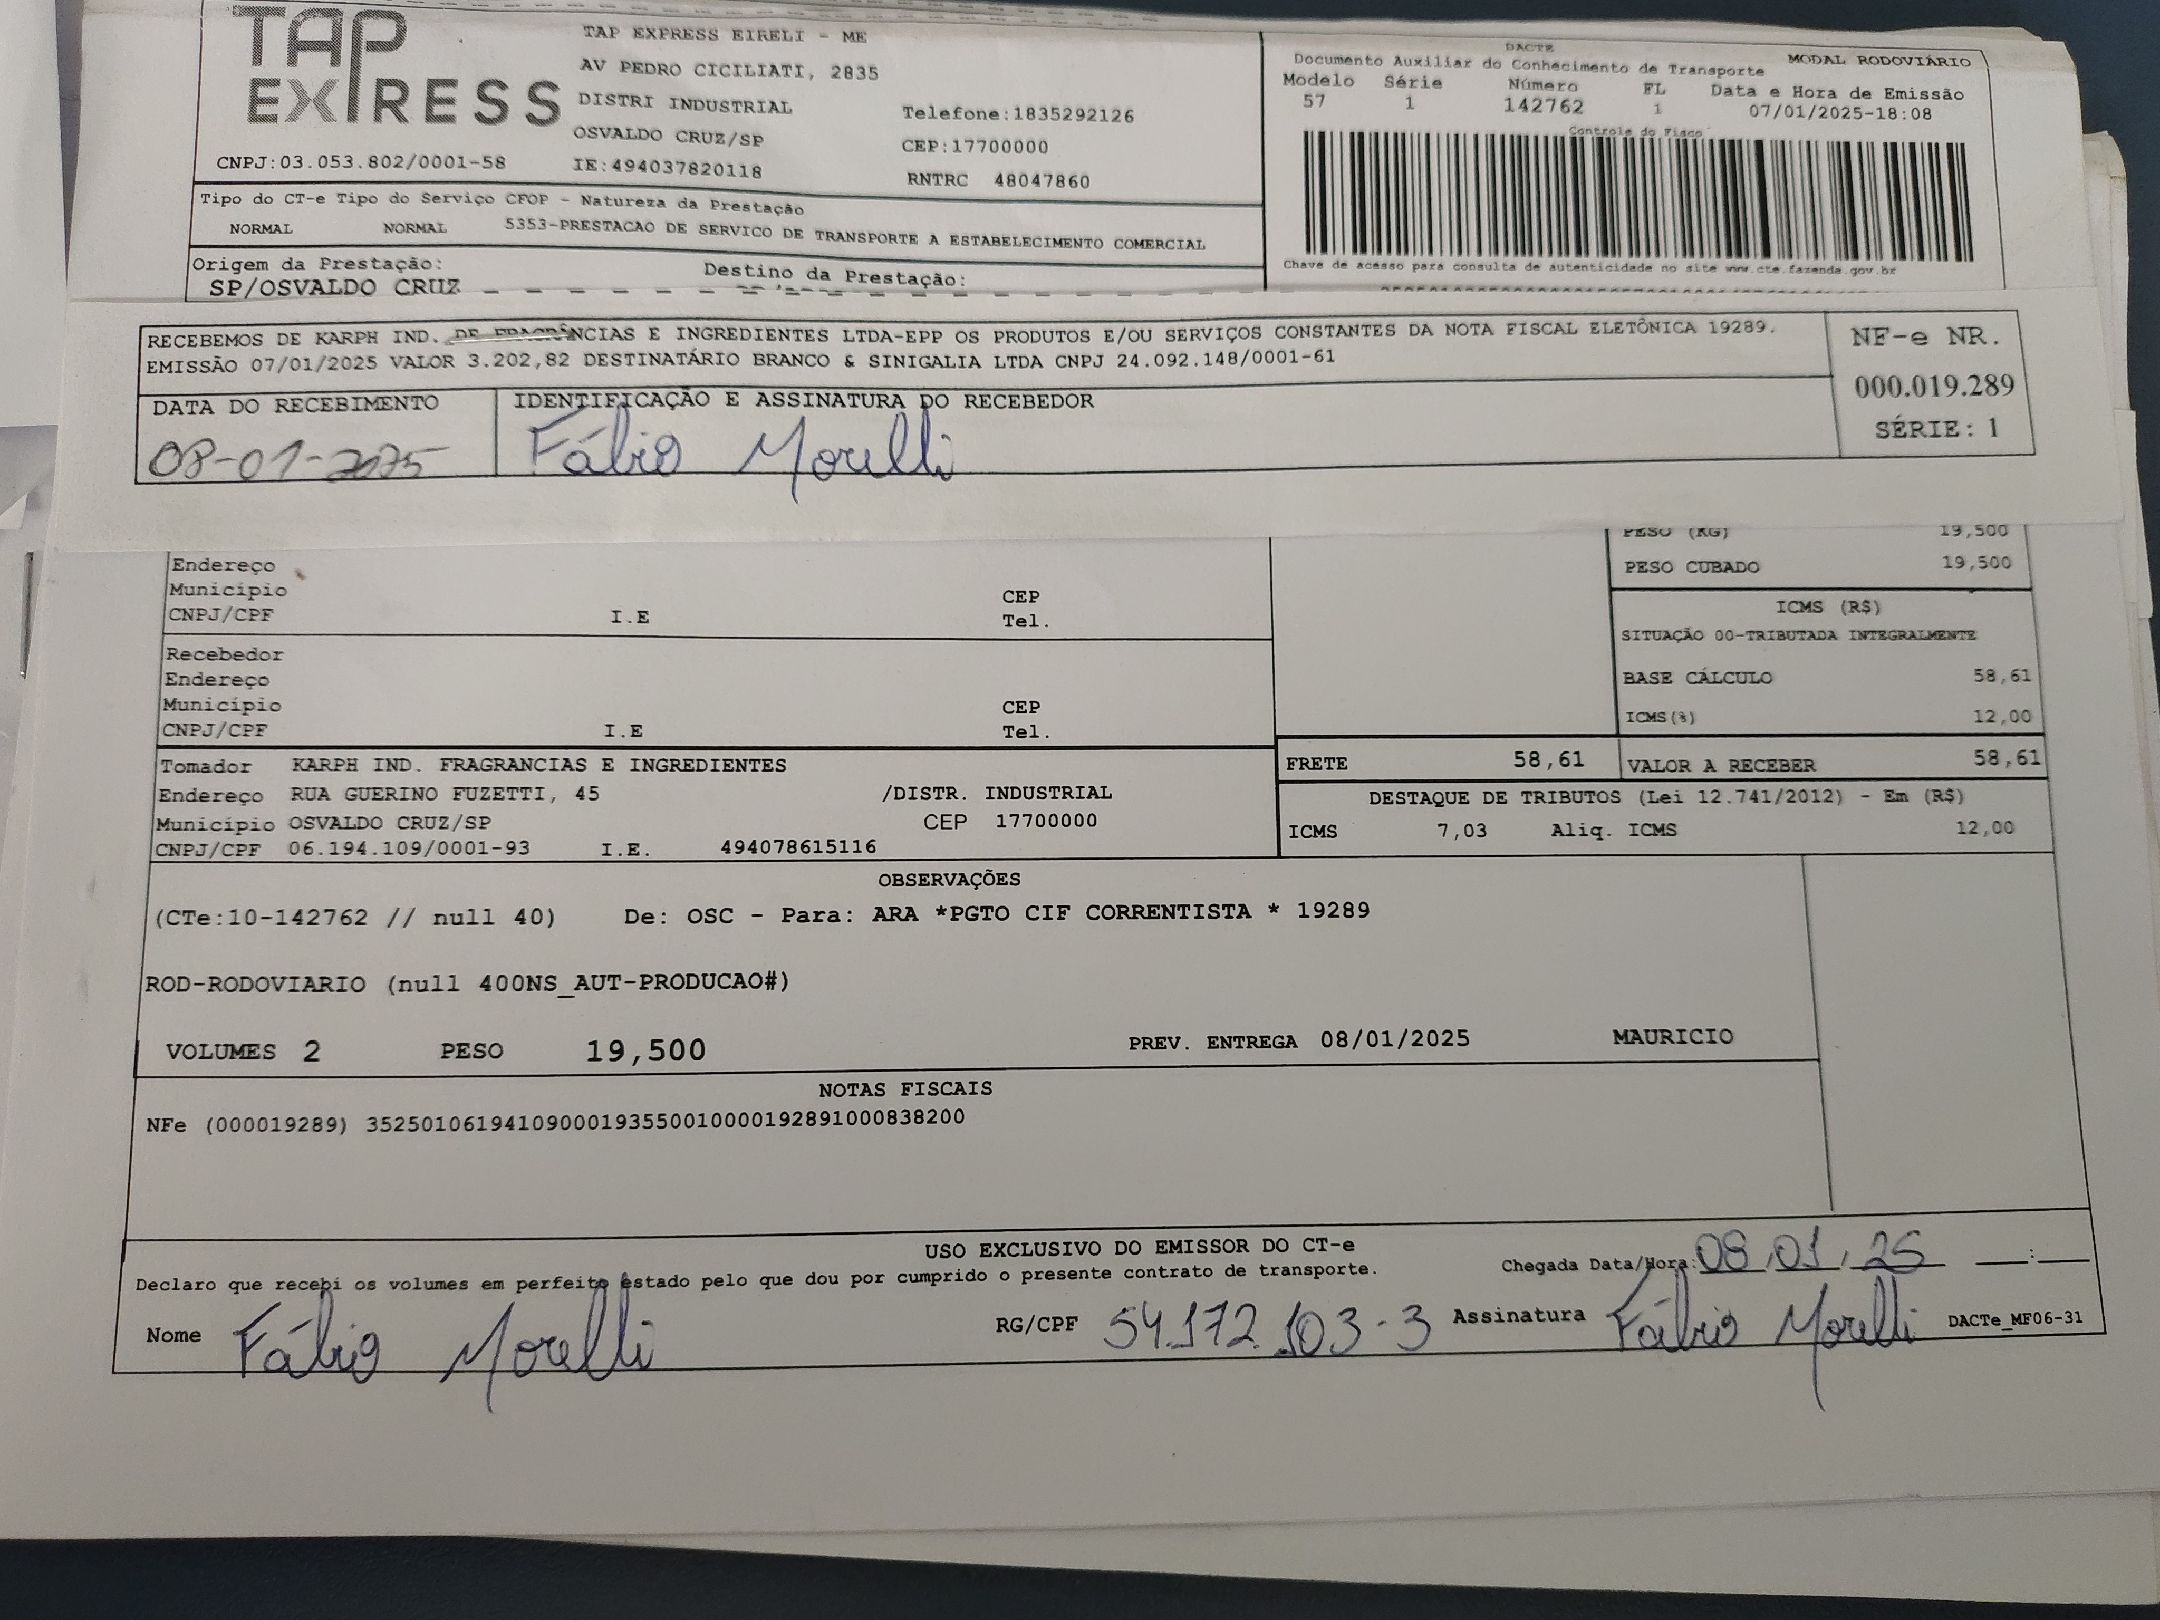 TAP EXPRESS
TAP EXPRESS EIRELI - ME
AV PEDRO CICILIATI, 2835
DISTRI INDUSTRIAL
OSVALDO CRUZ/SP
IE:494037820118
Telefone:1835292126
CEP:17700000
RNTRC 48047860
CNPJ:03.053.802/0001-58
DACTE
Documento Auxiliar do Conhecimento de Transporte MODAL RODOVIÁRIO
Modelo Série Número FL Data e Hora de Emissão
57 1 142762 1 07/01/2025-18:08
Controle do Fisco
Chave de acesso para consulta de autenticidade no site www.cte.fazenda.gov.br
Tipo do CT-e Tipo do Serviço CFOP - Natureza da Prestação
NORMAL NORMAL 5353-PRESTACAO DE SERVICO DE TRANSPORTE A ESTABELECIMENTO COMERCIAL
Origem da Prestação: Destino da Prestação:
SP/OSVALDO CRUZ
RECEBEMOS DE KARPH IND. DE FRAGRÂNCIAS E INGREDIENTES LTDA-EPP OS PRODUTOS E/OU SERVIÇOS CONSTANTES DA NOTA FISCAL ELETÔNICA 19289.
EMISSÃO 07/01/2025 VALOR 3.202,82 DESTINATÁRIO BRANCO & SINIGALIA LTDA CNPJ 24.092.148/0001-61
NF-e NR.
000.019.289
SÉRIE: 1
DATA DO RECEBIMENTO IDENTIFICAÇÃO E ASSINATURA DO RECEBEDOR
08-01-2025 Fábio Morelli
PESO (KG) 19,500
PESO CUBADO 19,500
Endereço
Município CEP
CNPJ/CPF I.E Tel.
ICMS (R$)
SITUAÇÃO 00-TRIBUTADA INTEGRALMENTE
BASE CÁLCULO 58,61
ICMS(%) 12,00
Recebedor
Endereço
Município CEP
CNPJ/CPF I.E Tel.
FRETE 58,61 VALOR A RECEBER 58,61
Tomador KARPH IND. FRAGRANCIAS E INGREDIENTES
Endereço RUA GUERINO FUZETTI, 45 /DISTR. INDUSTRIAL
Município OSVALDO CRUZ/SP CEP 17700000
CNPJ/CPF 06.194.109/0001-93 I.E. 494078615116
DESTAQUE DE TRIBUTOS (Lei 12.741/2012) - Em (R$)
ICMS 7,03 Aliq. ICMS 12,00
OBSERVAÇÕES
(CTe:10-142762 // null 40) De: OSC - Para: ARA *PGTO CIF CORRENTISTA * 19289
ROD-RODOVIARIO (null 400NS_AUT-PRODUCAO#)
VOLUMES 2 PESO 19,500 PREV. ENTREGA 08/01/2025 MAURICIO
NOTAS FISCAIS
NFe (000019289) 35250106194109000193550010000192891000838200
USO EXCLUSIVO DO EMISSOR DO CT-e
Declaro que recebi os volumes em perfeito estado pelo que dou por cumprido o presente contrato de transporte.
Chegada Data/Hora: 08 01 25 :
Nome Fábio Morelli RG/CPF 54.172.103-3 Assinatura Fábio Morelli DACTe_MF06-31